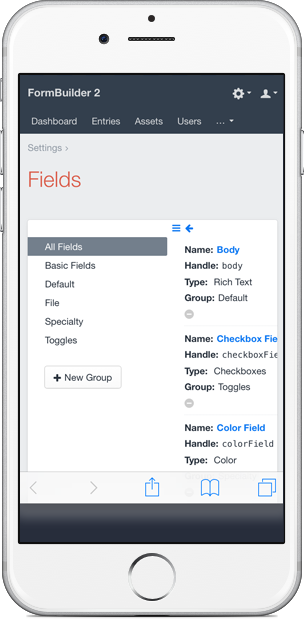 FormBuilder 2
Dashboard Entries Assets Users ...
Settings ›
Fields
All Fields
Basic Fields
Default
File
Specialty
Toggles
+ New Group
Name: Body
Handle: body
Type: Rich Text
Group: Default
Name: Checkbox Fie
Handle: checkboxFie
Type: Checkboxes
Group: Toggles
Name: Color Field
Handle: colorField
Type: Color